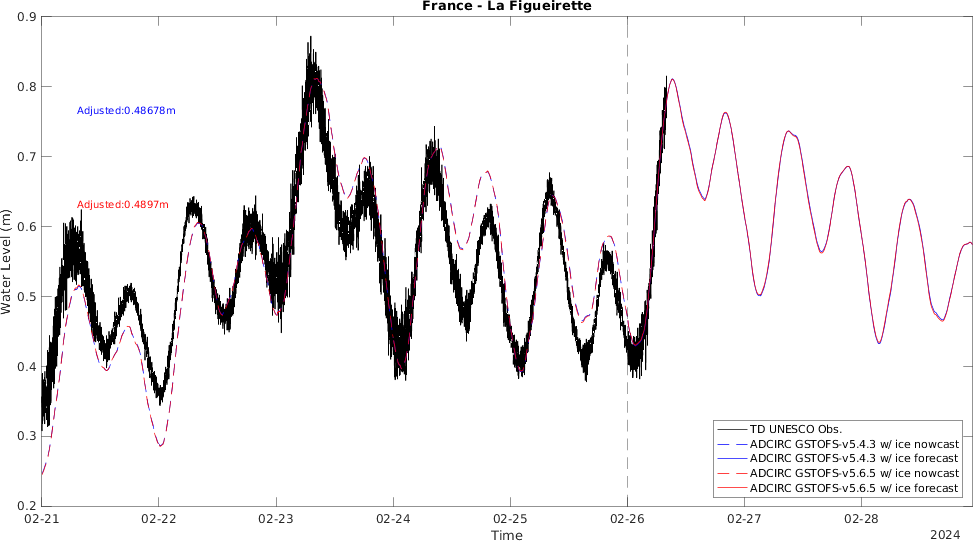 France - La Figueirette
0.9
0.8
0.7
0.6
0.5
0.4
0.3
0.2
Water Level (m)
Adjusted:0.48678m
Adjusted:0.4897m
TD UNESCO Obs.
ADCIRC GSTOFS-v5.4.3 w/ ice nowcast
ADCIRC GSTOFS-v5.4.3 w/ ice forecast
ADCIRC GSTOFS-v5.6.5 w/ ice nowcast
ADCIRC GSTOFS-v5.6.5 w/ ice forecast
02-21 02-22 02-23 02-24 02-25 02-26 02-27 02-28
Time
2024